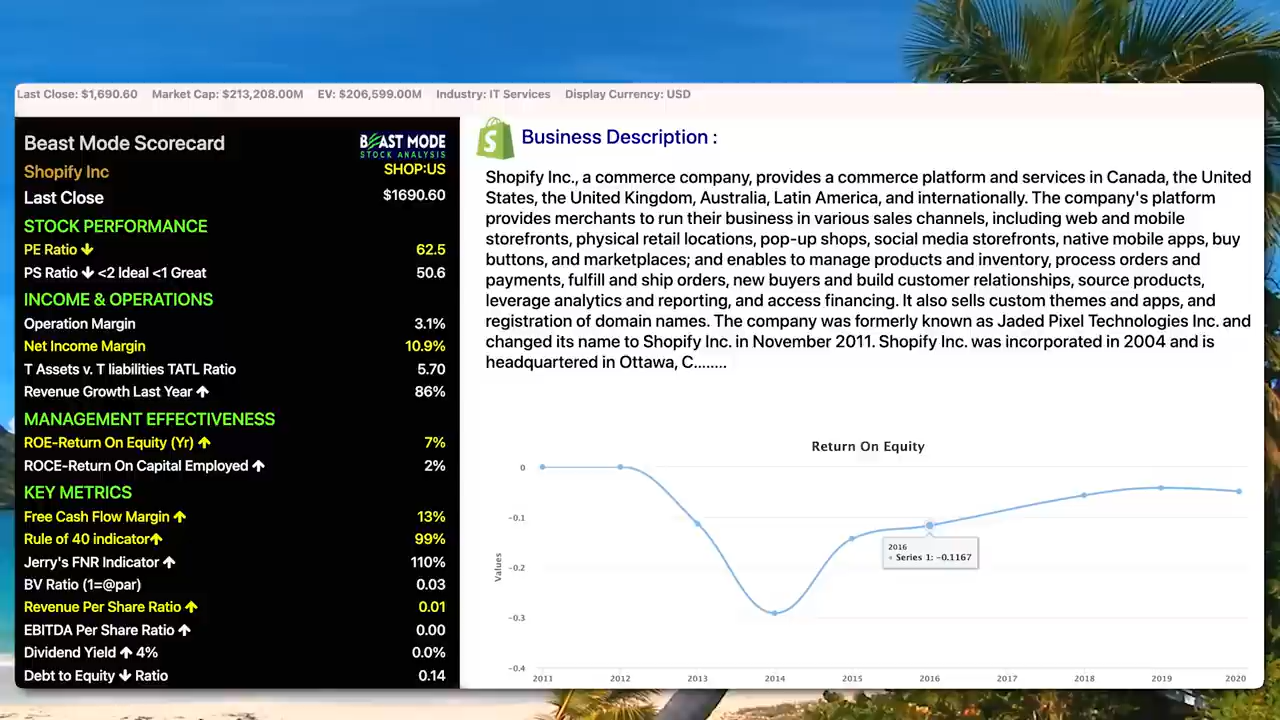 Last Close: $1,690.60 Market Cap: $213,208.00M EV: $206,599.00M Industry: IT Services Display Currency: USD
Beast Mode Scorecard
BEAST MODE
STOCK ANALYSIS
Shopify Inc SHOP:US
Last Close $1690.60
STOCK PERFORMANCE
PE Ratio 🡫 62.5
PS Ratio 🡫 <2 Ideal <1 Great 50.6
INCOME & OPERATIONS
Operation Margin 3.1%
Net Income Margin 10.9%
T Assets v. T liabilities TATL Ratio 5.70
Revenue Growth Last Year 🡩 86%
MANAGEMENT EFFECTIVENESS
ROE-Return On Equity (Yr) 🡩 7%
ROCE-Return On Capital Employed 🡩 2%
KEY METRICS
Free Cash Flow Margin 🡩 13%
Rule of 40 indicator🡩 99%
Jerry's FNR Indicator 🡩 110%
BV Ratio (1=@par) 0.03
Revenue Per Share Ratio 🡩 0.01
EBITDA Per Share Ratio 🡩 0.00
Dividend Yield 🡩 4% 0.0%
Debt to Equity 🡫 Ratio 0.14
Business Description :
Shopify Inc., a commerce company, provides a commerce platform and services in Canada, the United
States, the United Kingdom, Australia, Latin America, and internationally. The company's platform
provides merchants to run their business in various sales channels, including web and mobile
storefronts, physical retail locations, pop-up shops, social media storefronts, native mobile apps, buy
buttons, and marketplaces; and enables to manage products and inventory, process orders and
payments, fulfill and ship orders, new buyers and build customer relationships, source products,
leverage analytics and reporting, and access financing. It also sells custom themes and apps, and
registration of domain names. The company was formerly known as Jaded Pixel Technologies Inc. and
changed its name to Shopify Inc. in November 2011. Shopify Inc. was incorporated in 2004 and is
headquartered in Ottawa, C........
Return On Equity
0
-0.1
-0.2
-0.3
-0.4
Values
2016
Series 1: -0.1167
2011 2012 2013 2014 2015 2016 2017 2018 2019 2020